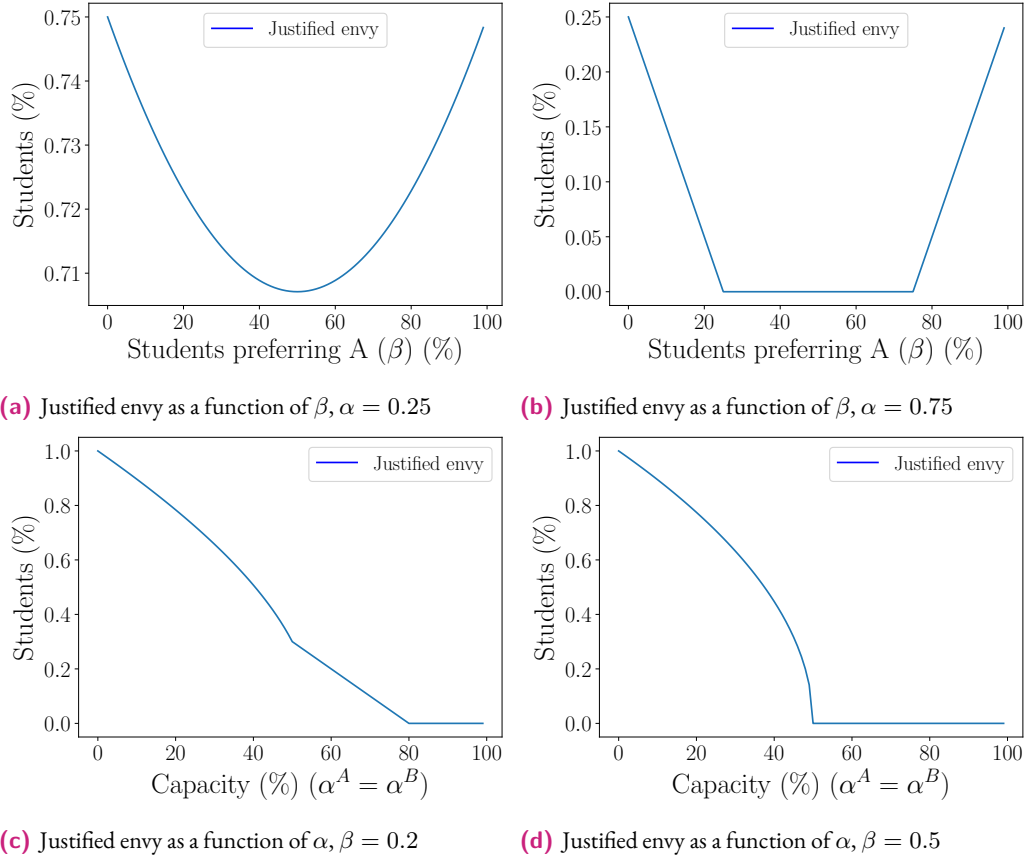 0.75
0.74
0.73
0.72
0.71
Students (%)
Justified envy
0 20 40 60 80 100
Students preferring A (β) (%)
(a) Justified envy as a function of β, α = 0.25
0.25
0.20
0.15
0.10
0.05
0.00
Students (%)
Justified envy
0 20 40 60 80 100
Students preferring A (β) (%)
(b) Justified envy as a function of β, α = 0.75
1.0
0.8
0.6
0.4
0.2
0.0
Students (%)
Justified envy
0 20 40 60 80 100
Capacity (%) (α^A = α^B)
(c) Justified envy as a function of α, β = 0.2
1.0
0.8
0.6
0.4
0.2
0.0
Students (%)
Justified envy
0 20 40 60 80 100
Capacity (%) (α^A = α^B)
(d) Justified envy as a function of α, β = 0.5